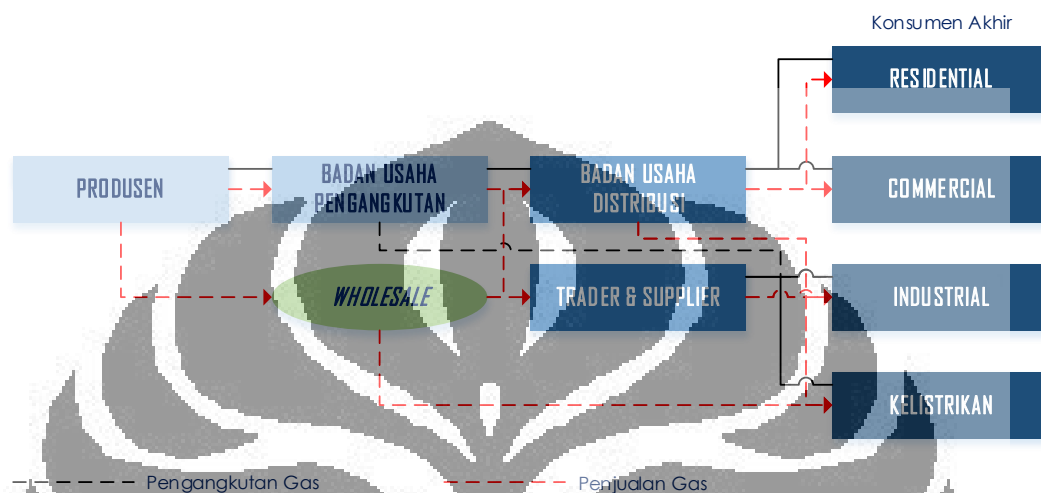 Konsumen Akhir
RESIDENTIAL
PRODUSEN
BADAN USAHA
PENGANGKUTAN
BADAN USAHA
DISTRIBUSI
COMMERCIAL
WHOLESALE
TRADER & SUPPLIER
INDUSTRIAL
KELISTRIKAN
Pengangkutan Gas
Penjualan Gas